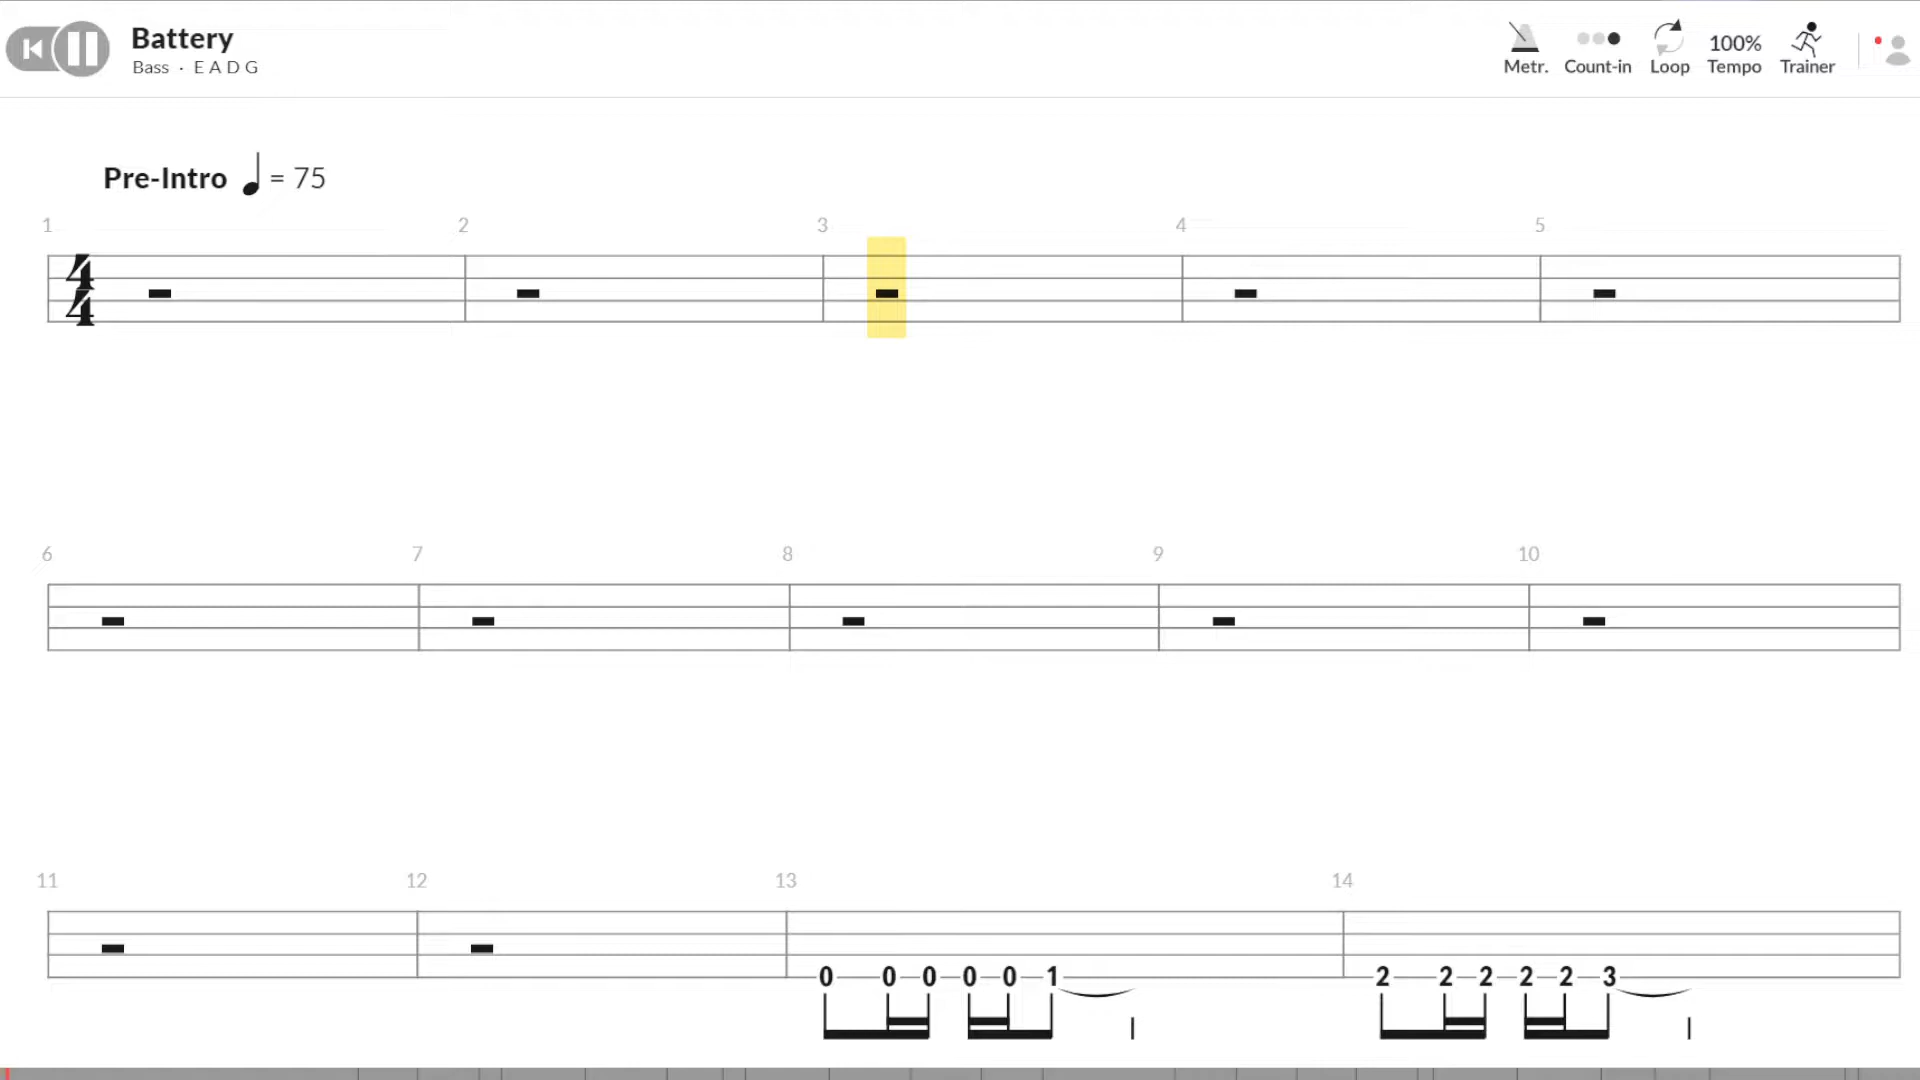 Battery
Bass · E A D G
Metr. Count-in Loop 100% Tempo Trainer
Pre-Intro = 75
1 2 3 4 5
4
4
6 7 8 9 10
11 12 13 14
0 0 0 0 0 1 2 2 2 2 2 3